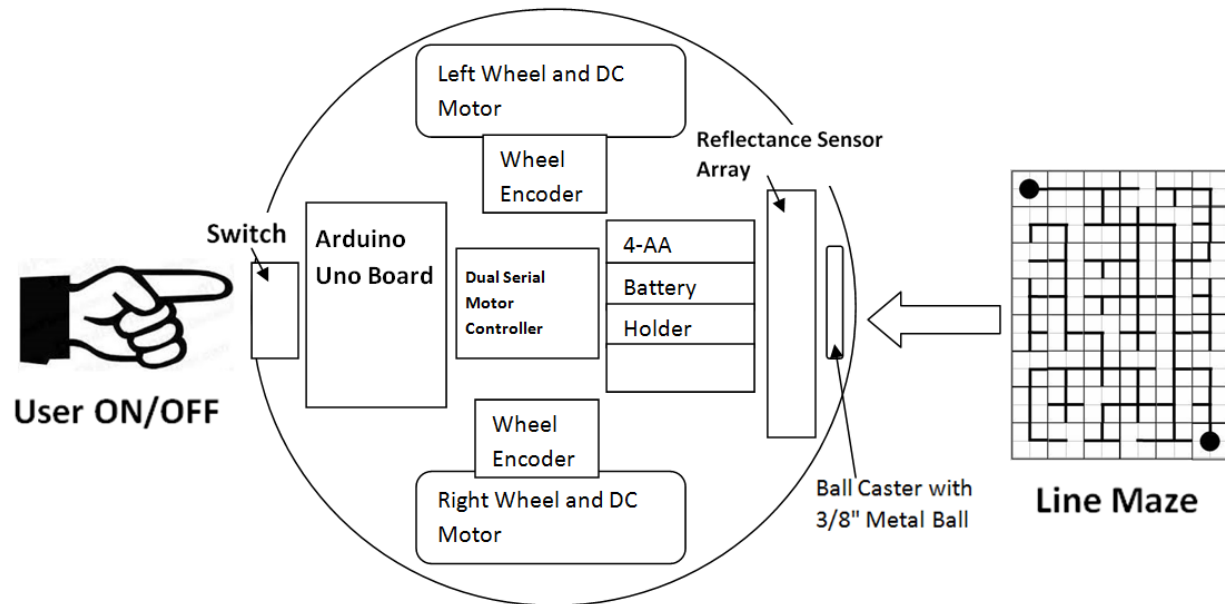 Left Wheel and DC
Motor
Wheel
Encoder
Reflectance Sensor
Array
Switch
Arduino
Uno Board
Dual Serial
Motor
Controller
4-AA
Battery
Holder
User ON/OFF
Wheel
Encoder
Right Wheel and DC
Motor
Ball Caster with
3/8" Metal Ball
Line Maze